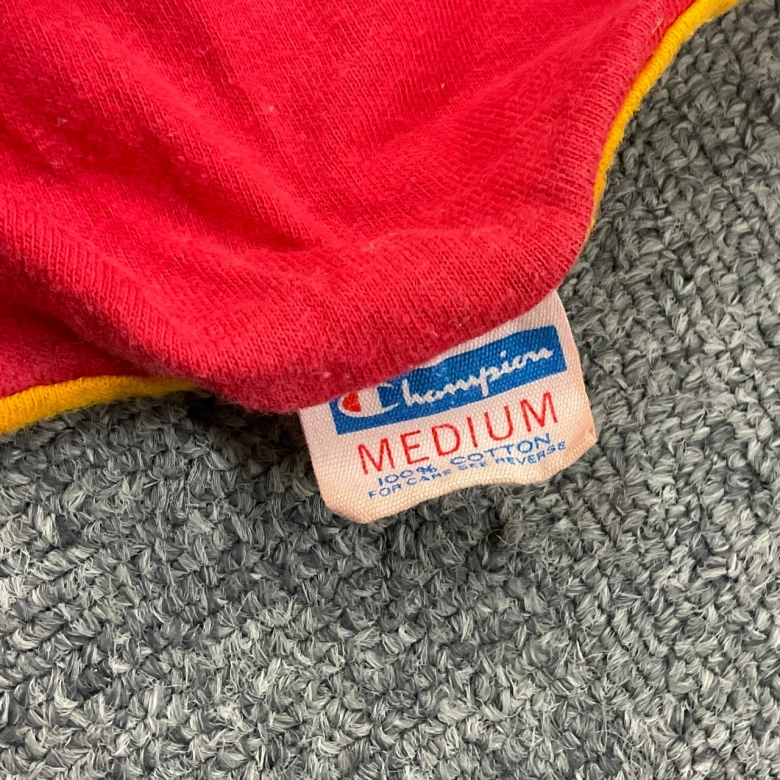 Champion
MEDIUM
100% COTTON
FOR CARE SEE REVERSE